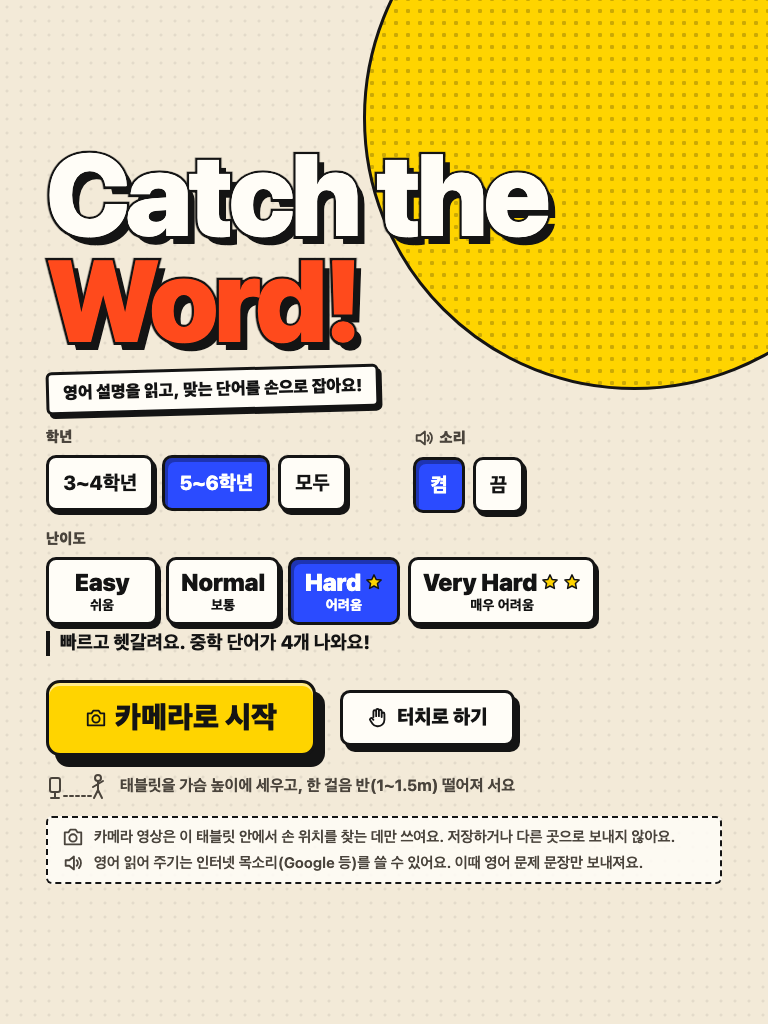 Catch the
Word!
영어 설명을 읽고, 맞는 단어를 손으로 잡아요!
학년
3~4학년 5~6학년 모두
소리
켬 끔
난이도
Easy
쉬움
Normal
보통
Hard
어려움
Very Hard
매우 어려움
빠르고 헷갈려요. 중학 단어가 4개 나와요!
카메라로 시작
터치로 하기
태블릿을 가슴 높이에 세우고, 한 걸음 반(1~1.5m) 떨어져 서요
카메라 영상은 이 태블릿 안에서 손 위치를 찾는 데만 쓰여요. 저장하거나 다른 곳으로 보내지 않아요.
영어 읽어 주기는 인터넷 목소리(Google 등)를 쓸 수 있어요. 이때 영어 문제 문장만 보내져요.